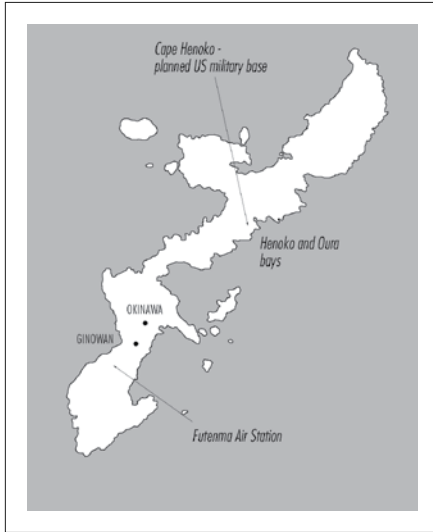 Cape Henoko -
planned US military base
Henoko and Oura
bays
OKINAWA
GINOWAN
Futenma Air Station